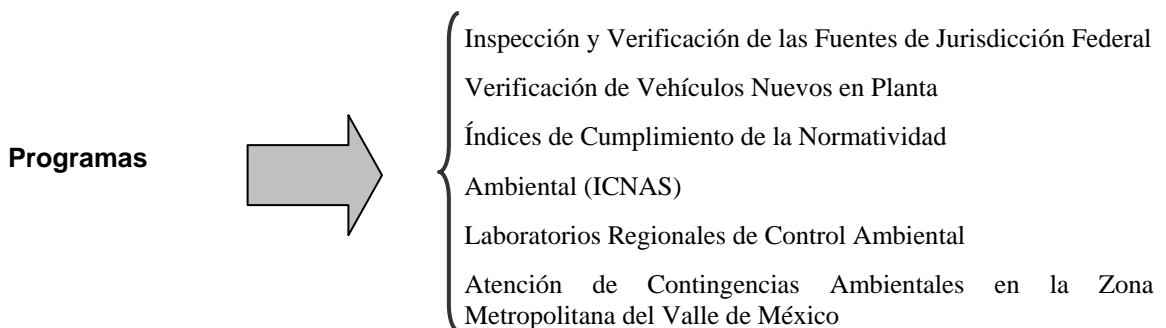 Programas
Inspección y Verificación de las Fuentes de Jurisdicción Federal
Verificación de Vehículos Nuevos en Planta
Índices de Cumplimiento de la Normatividad
Ambiental (ICNAS)
Laboratorios Regionales de Control Ambiental
Atención de Contingencias Ambientales en la Zona
Metropolitana del Valle de México